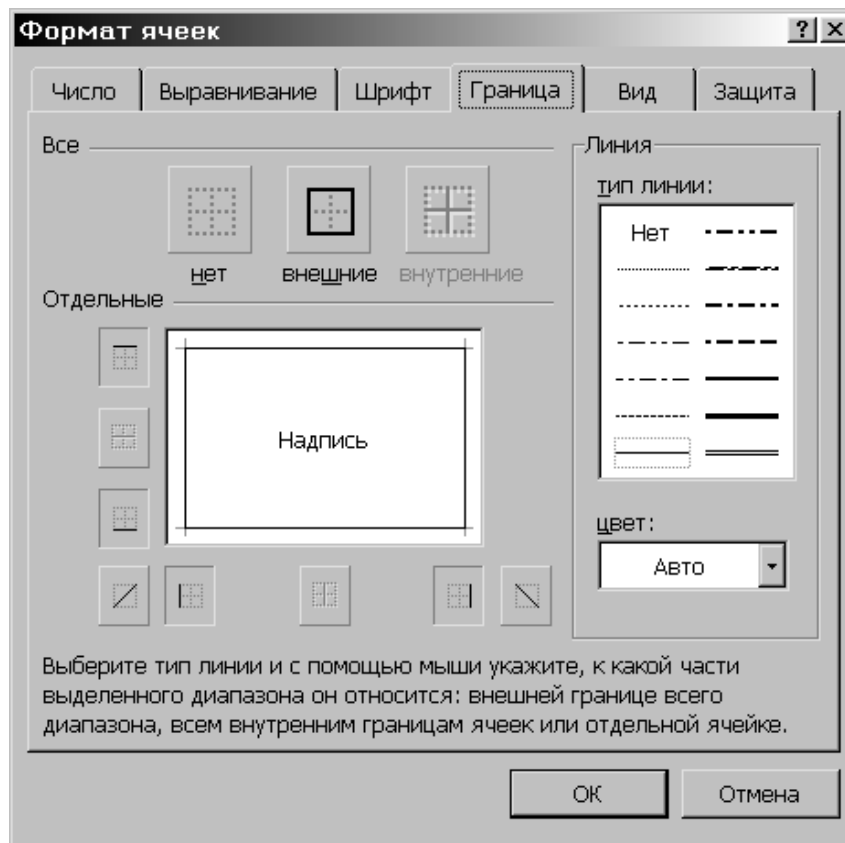 Формат ячеек
Число Выравнивание Шрифт Граница Вид Защита
Все
нет внешние внутренние
Отдельные
Надпись
Линия
тип линии:
Нет
цвет:
Авто
Выберите тип линии и с помощью мыши укажите, к какой части
выделенного диапазона он относится: внешней границе всего
диапазона, всем внутренним границам ячеек или отдельной ячейке.
ОК Отмена